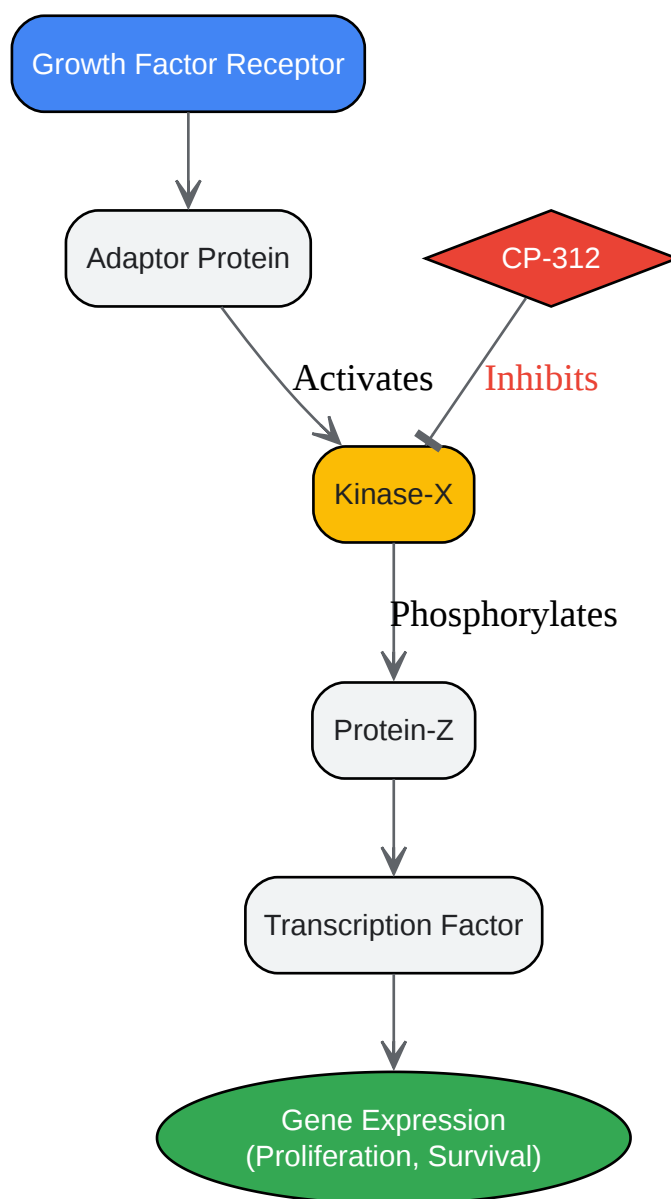 Growth Factor Receptor
Adaptor Protein
CP-312
Activates
Inhibits
Kinase-X
Phosphorylates
Protein-Z
Transcription Factor
Gene Expression
(Proliferation, Survival)